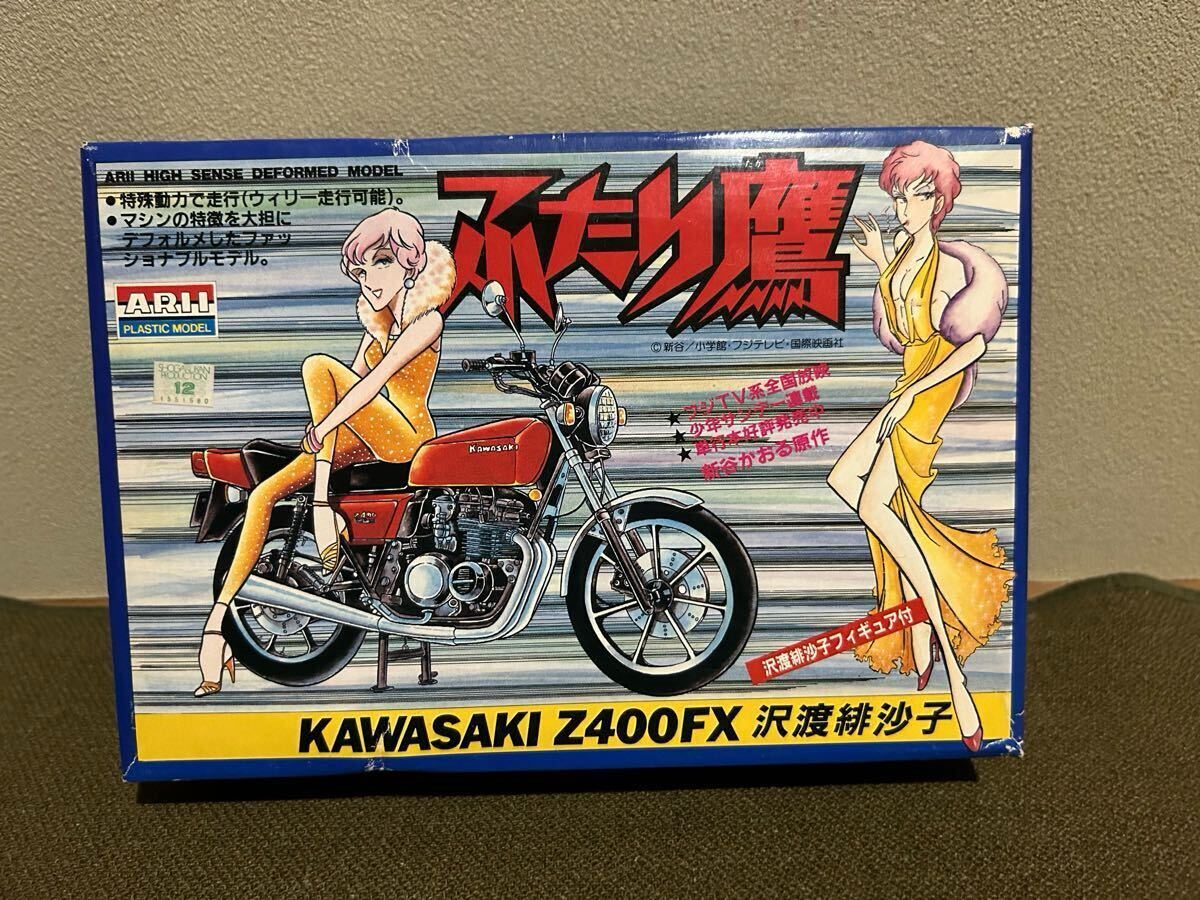 ARII HIGH SENSE DEFORMED MODEL
●特殊動力で走行(ウィリー走行可能)。
●マシンの特徴を大担に
デフォルメしたファッ
ショナブルモデル。
ARII
PLASTIC MODEL
SHOGAKUKAN
PRODUCTION
12
1551580
たか
ふたり鷹
©新谷/小学館・フジテレビ・国際映画社
★フジTV系全国放映
★少年サンデー連載
★単行本好評発売中
新谷かおる原作
KAWASAKI
沢渡緋沙子フィギュア付
KAWASAKI Z400FX 沢渡緋沙子